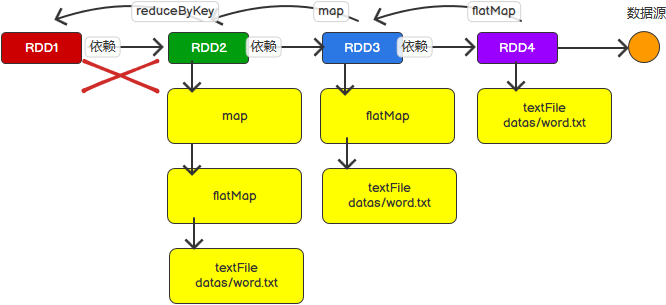 reduceByKey
map
flatMap
数据源
RDD1
依赖
RDD2
依赖
RDD3
依赖
RDD4
map
flatMap
textFile
datas/word.txt
flatMap
textFile
datas/word.txt
textFile
datas/word.txt